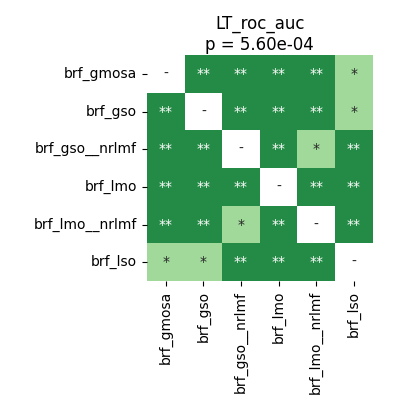 LT_roc_auc
p = 5.60e-04
brf_gmosa - ** ** ** ** *
brf_gso ** - ** ** ** *
brf_gso__nrlmf ** ** - ** * **
brf_lmo ** ** ** - ** **
brf_lmo__nrlmf ** ** * ** - **
brf_lso * * ** ** ** -
brf_gmosa
brf_gso
brf_gso__nrlmf
brf_lmo
brf_lmo__nrlmf
brf_lso